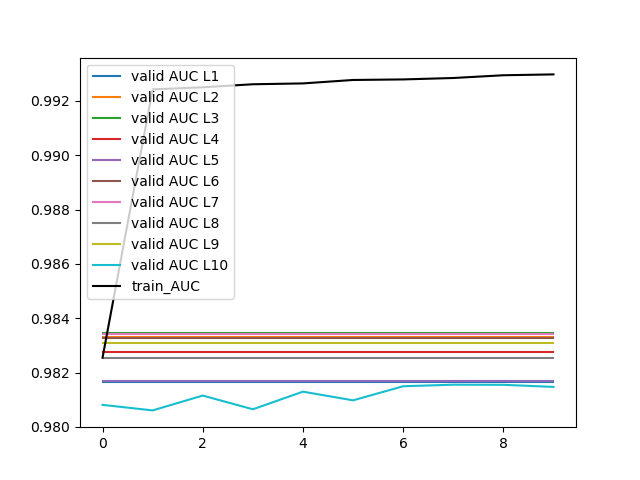 0.992
0.990
0.988
0.986
0.984
0.982
0.980
0 2 4 6 8
valid AUC L1
valid AUC L2
valid AUC L3
valid AUC L4
valid AUC L5
valid AUC L6
valid AUC L7
valid AUC L8
valid AUC L9
valid AUC L10
train_AUC